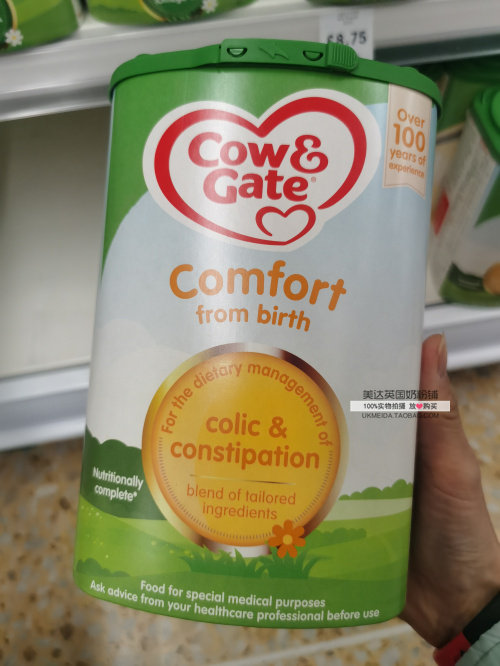 £8.75
Cow &
Gate®
Over
100
years of
experience
Comfort
from birth
For the dietary management of
colic &
constipation
blend of tailored
ingredients
Nutritionally
complete*
Food for special medical purposes
Ask advice from your healthcare professional before use
美达英国奶粉铺
100%实物拍摄 放❤购买
UKMEIDA.TAOBAO.COM